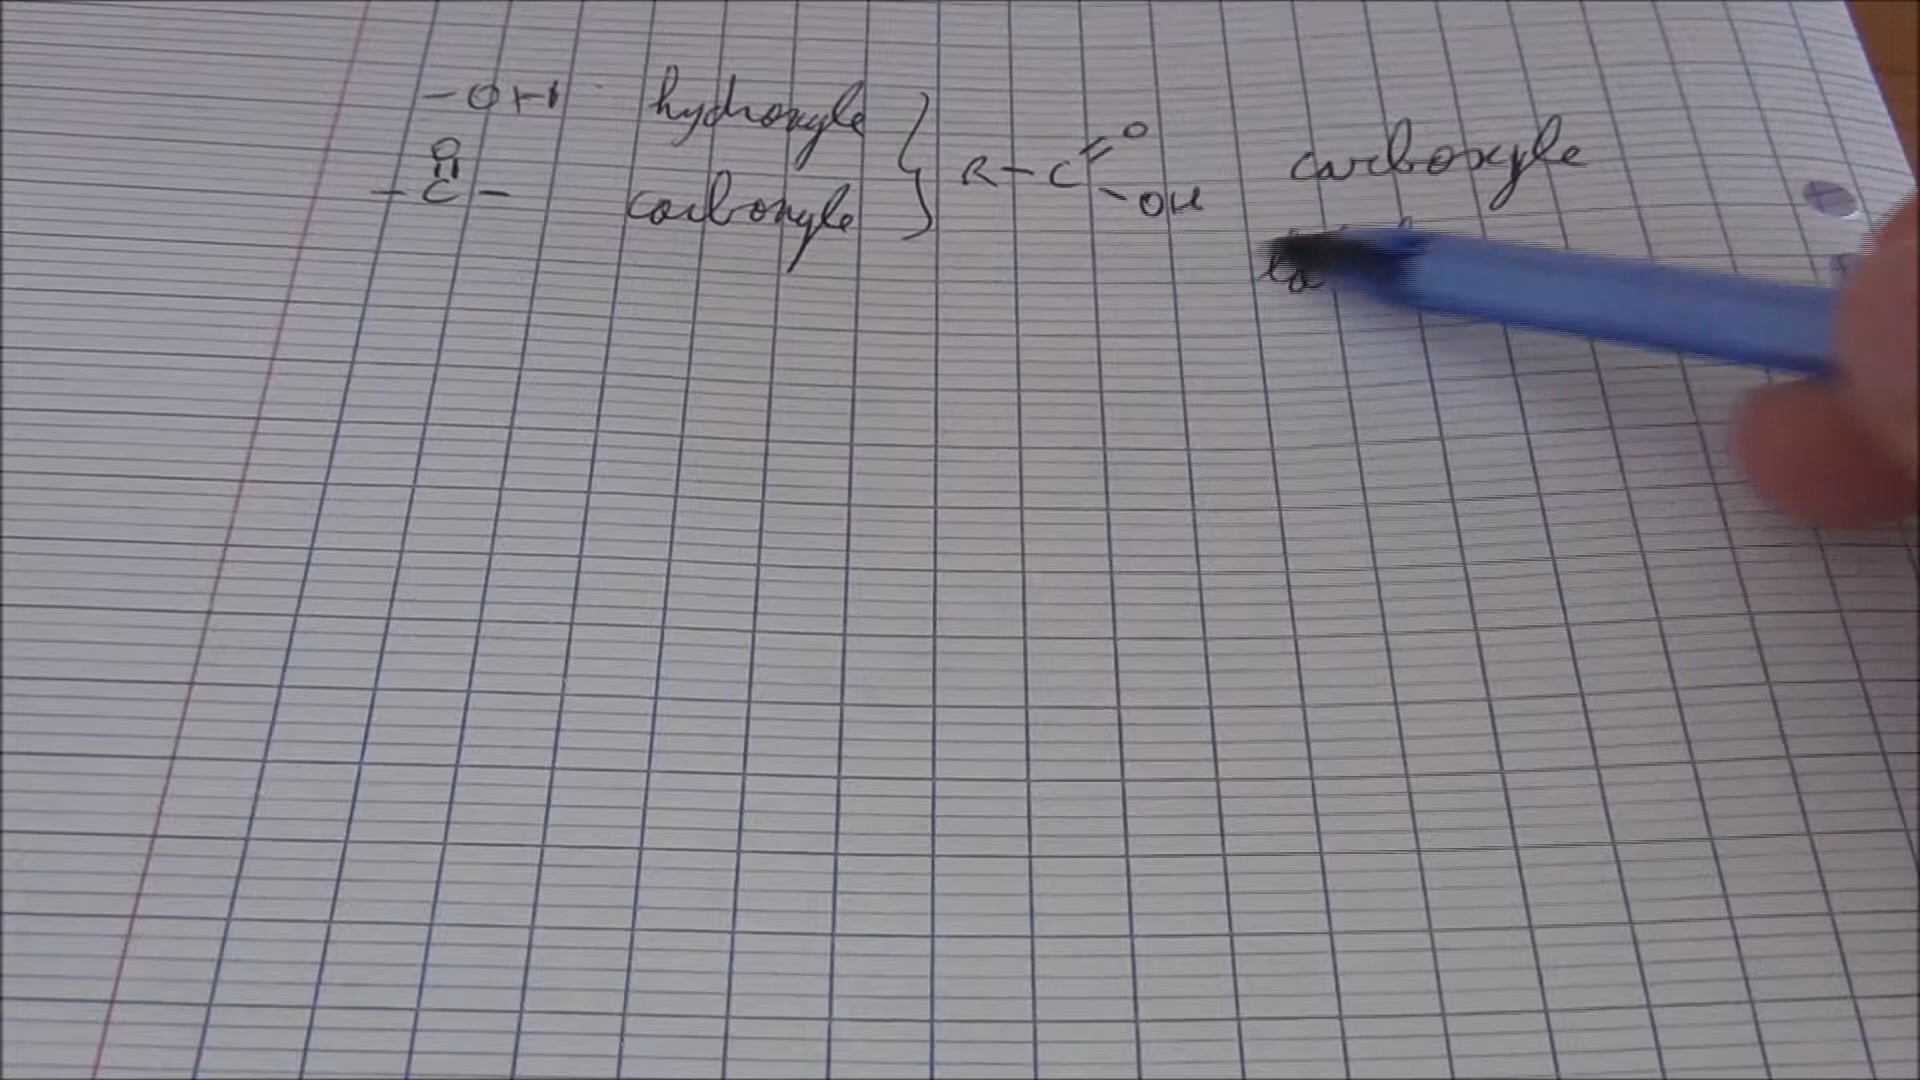 -OH hydroxyle
O
-C- carbonyle
R-C=O
-OH
carboxyle